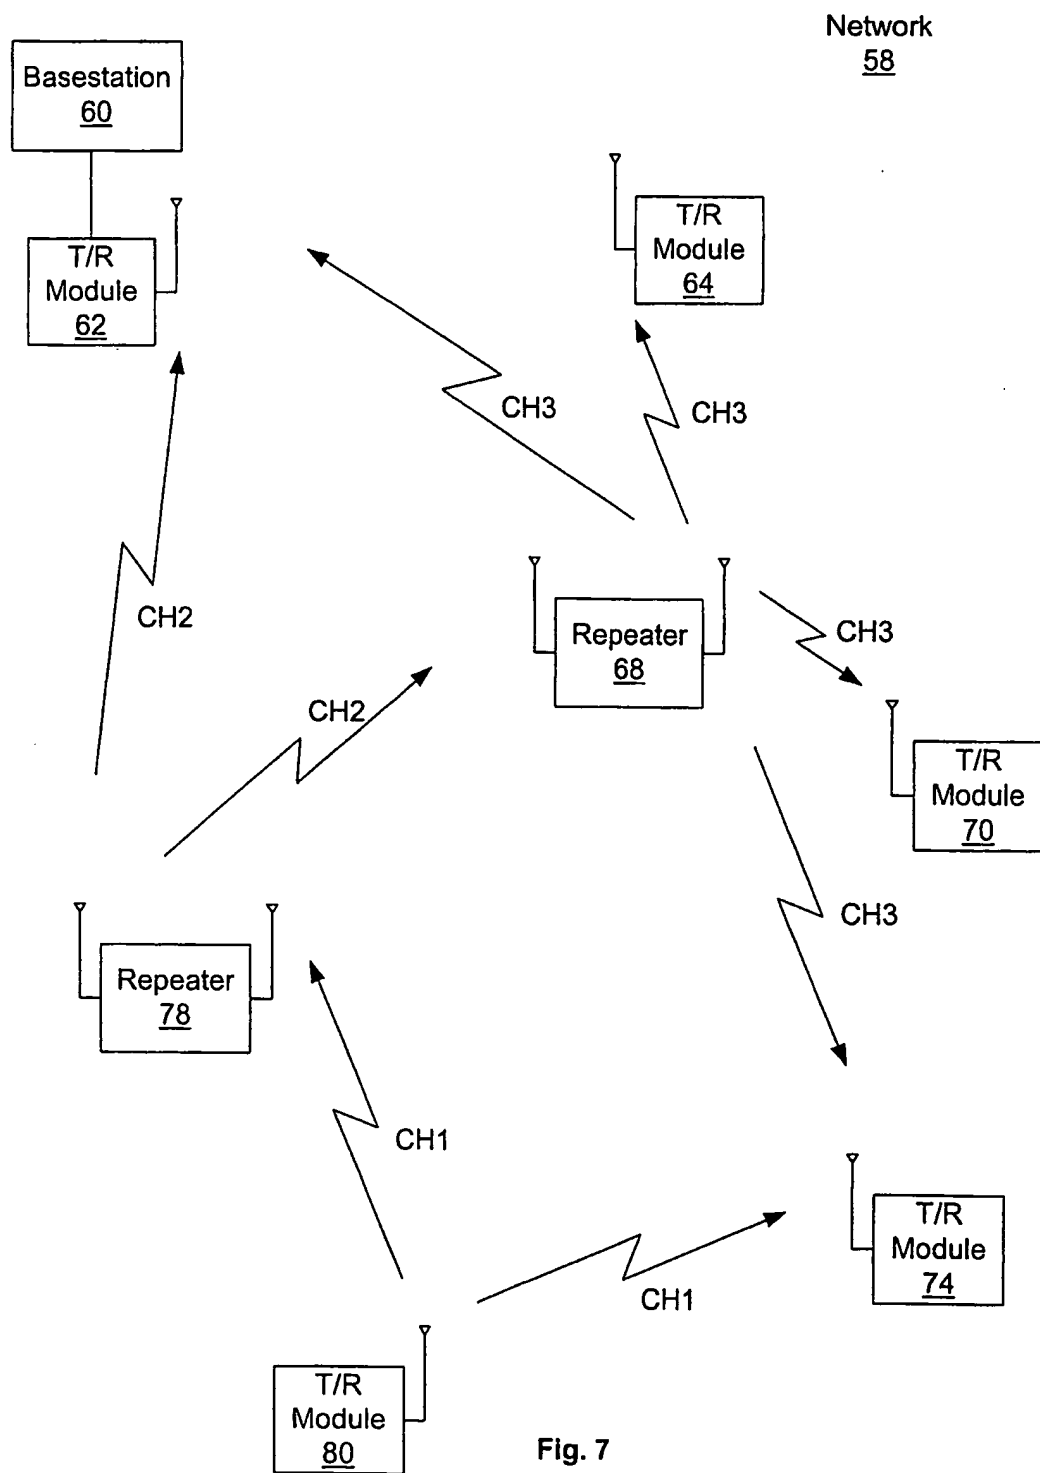 Network
58
Basestation
60
T/R
Module
62
T/R
Module
64
CH3
CH3
CH2
Repeater
68
CH3
CH2
T/R
Module
70
CH3
Repeater
78
CH1
T/R
Module
74
CH1
T/R
Module
80
Fig. 7